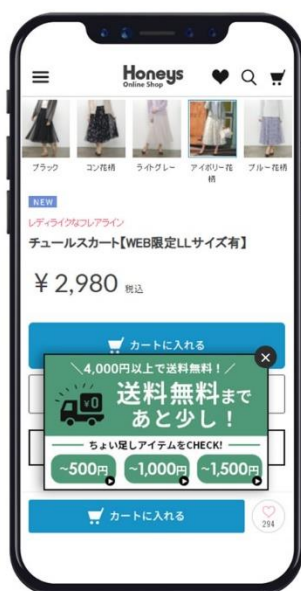 Honeys
Online Shop
ブラック
コン花柄
ライトグレー
アイボリー花柄
ブルー花柄
NEW
レディライクなフレアライン
チュールスカート【WEB限定LLサイズ有】
¥2,980 税込
カートに入れる
＼4,000円以上で送料無料！／
¥0
送料無料まで
あと少し！
ちょい足しアイテムをCHECK!
~500円
~1,000円
~1,500円
カートに入れる
294